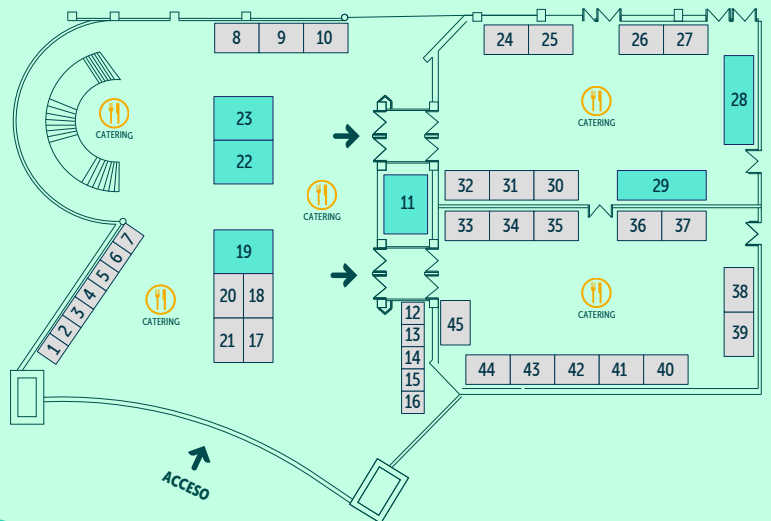 8 9 10
24 25
26 27
28
23
22
CATERING
CATERING
CATERING
11
32 31 30
29
33 34 35
36 37
1 2 3 4 5 6 7
19
20 18
21 17
CATERING
CATERING
12
13
14
15
16
45
38
39
44 43 42 41 40
ACCESO